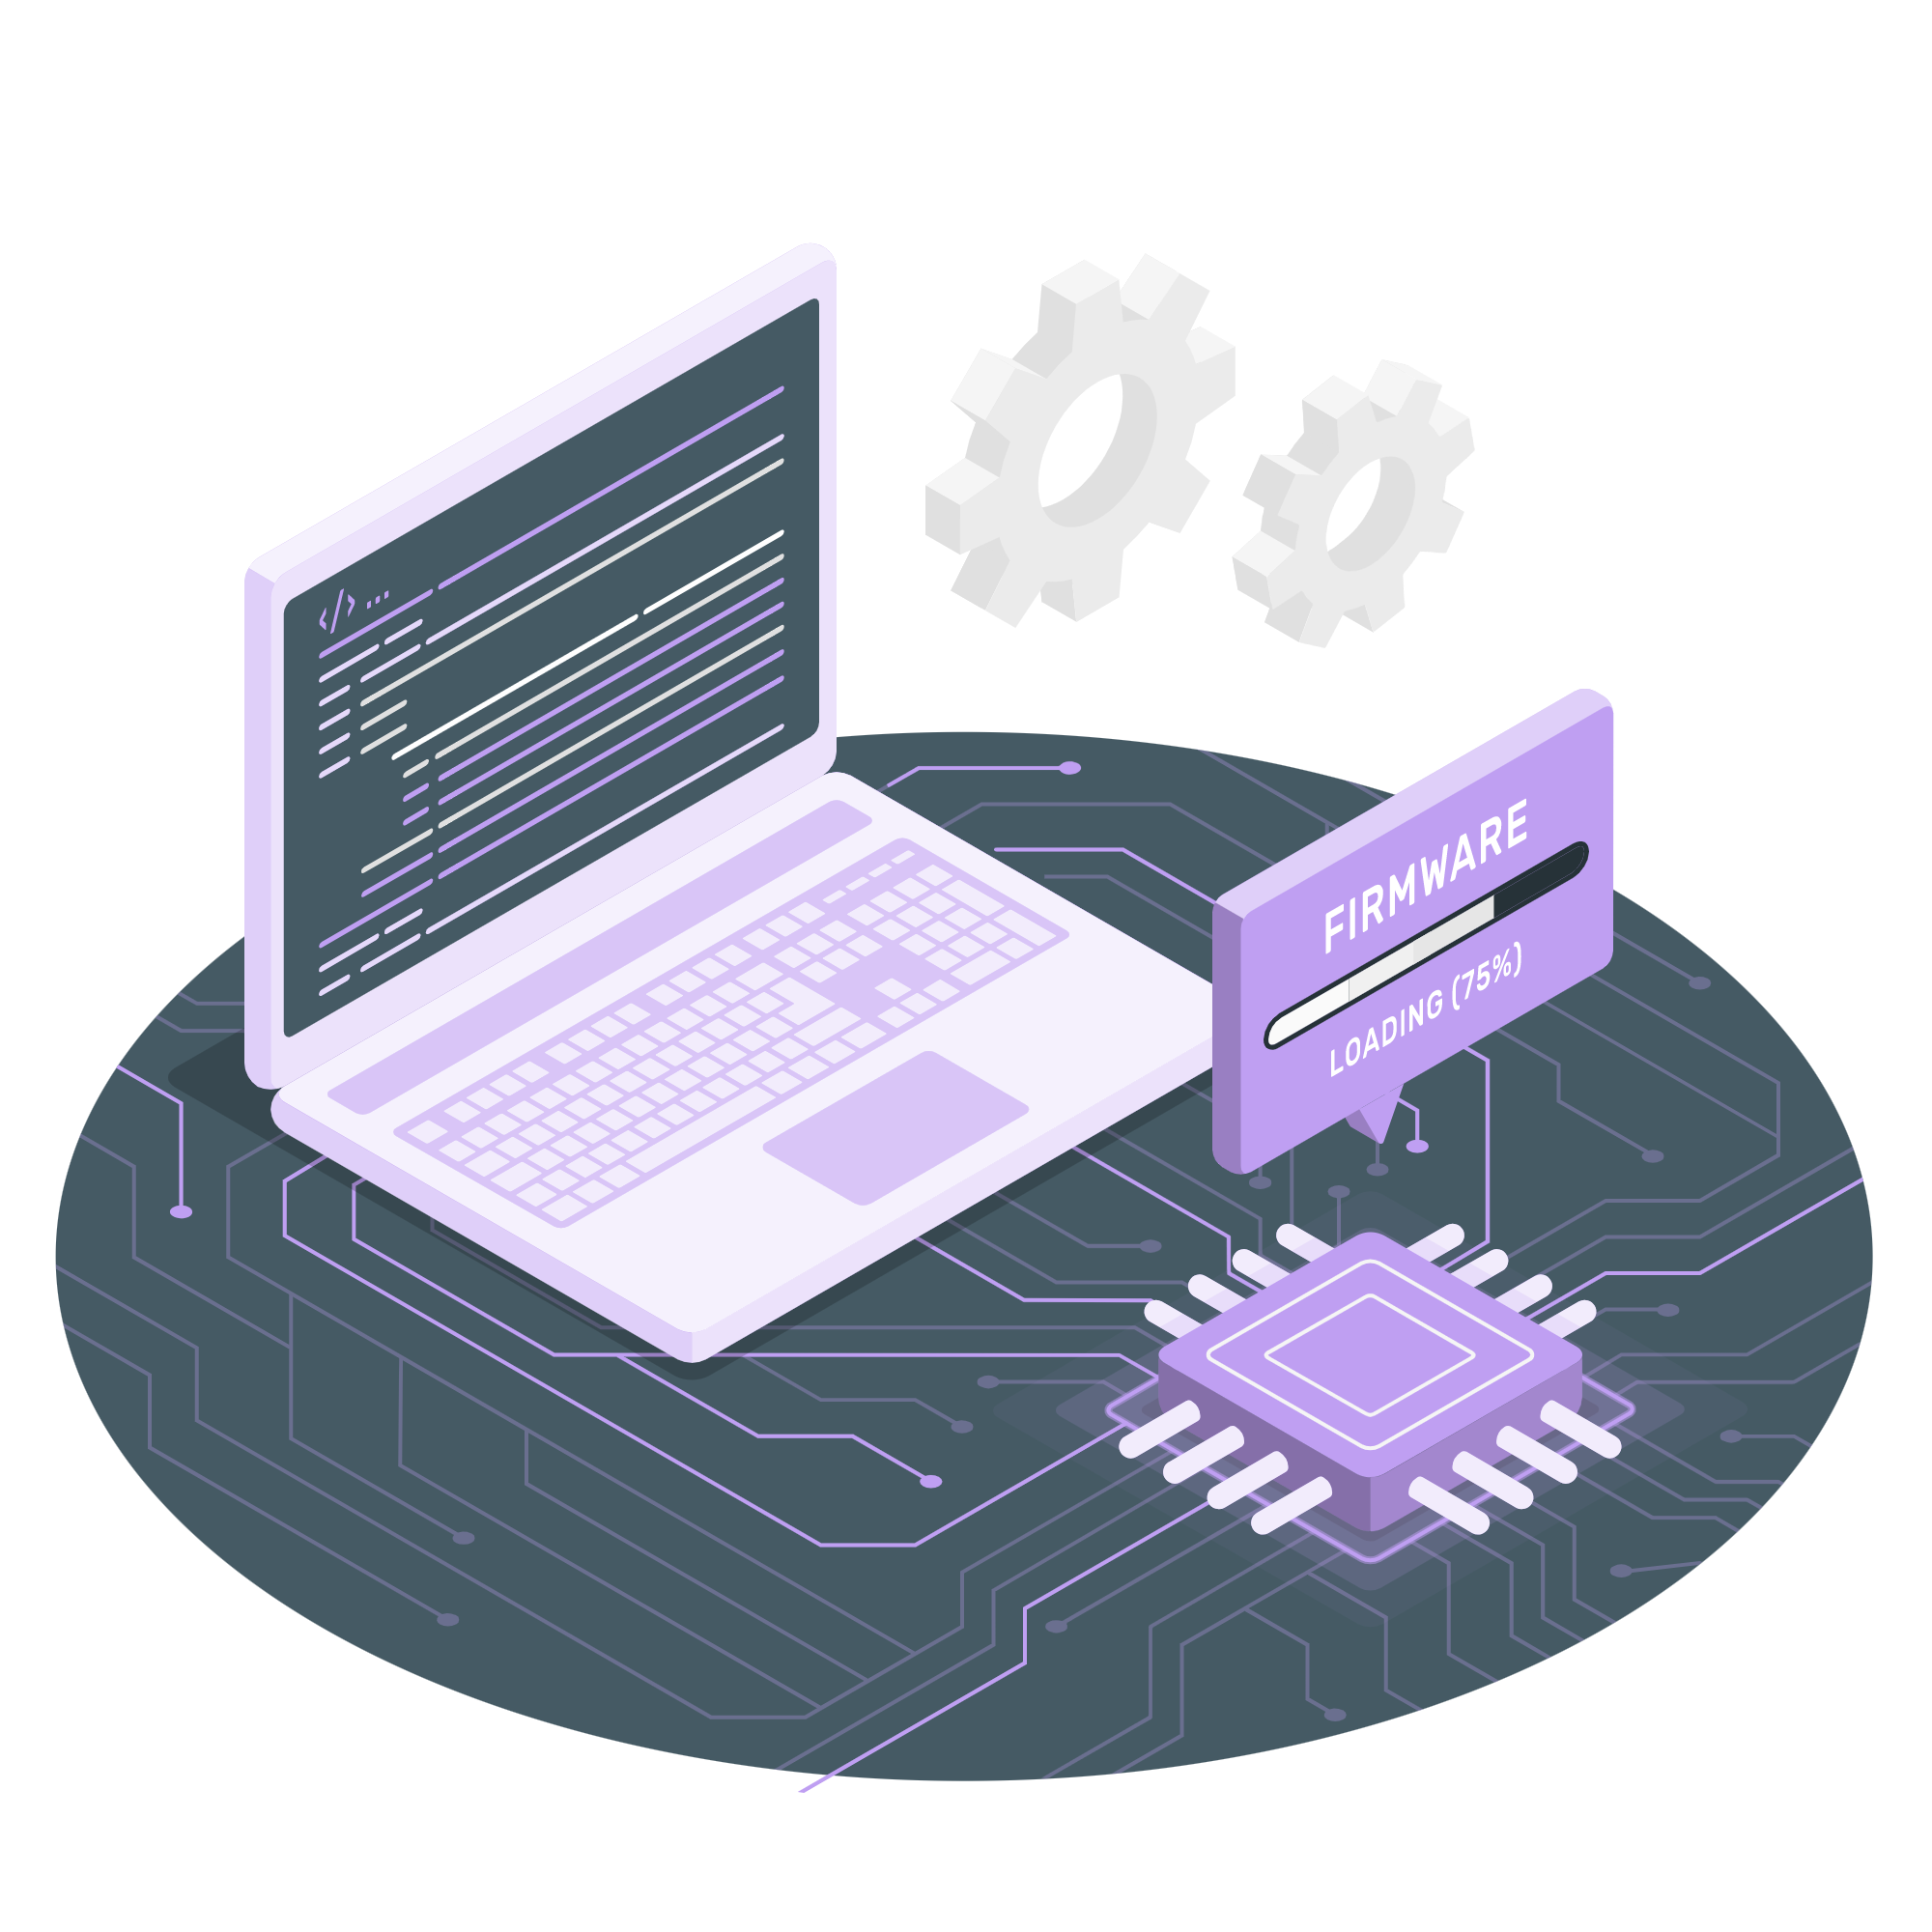 </> ...
FIRMWARE
LOADING (75%)